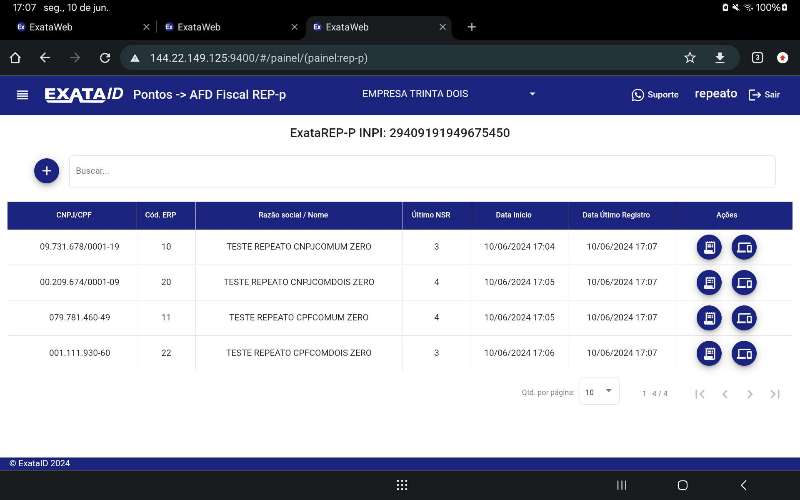 17:07 seg., 10 de jun. 100%
ExataWeb ExataWeb ExataWeb
144.22.149.125:9400/#/painel/(painel:rep-p) 3
EXATAID Pontos -> AFD Fiscal REP-p EMPRESA TRINTA DOIS Suporte repeato Sair
ExataREP-P INPI: 29409191949675450
+ Buscar...
CNPJ/CPF Cód. ERP Razão social / Nome Último NSR Data Inicio Data Útimo Registro Ações
09.731.678/0001-19 10 TESTE REPEATO CNPJCOMUM ZERO 3 10/06/2024 17:04 10/06/2024 17:07
00.209.674/0001-09 20 TESTE REPEATO CNPJCOMDOIS ZERO 4 10/06/2024 17:05 10/06/2024 17:07
079.781.460-49 11 TESTE REPEATO CPFCOMUM ZERO 4 10/06/2024 17:05 10/06/2024 17:07
001.111.930-60 22 TESTE REPEATO CPFCOMDOIS ZERO 3 10/06/2024 17:06 10/06/2024 17:07
Qtd. por página: 10 1 - 4 / 4
© ExataID 2024